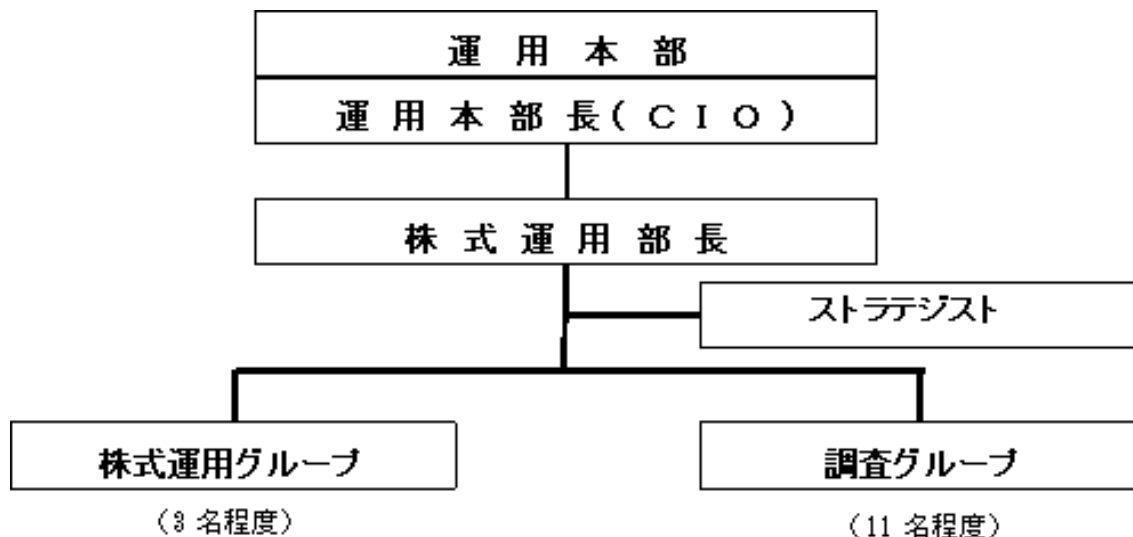 運用本部
運用本部長(CIO)
株式運用部長
ストラテジスト
株式運用グループ
調査グループ
(3 名程度)
(11 名程度)